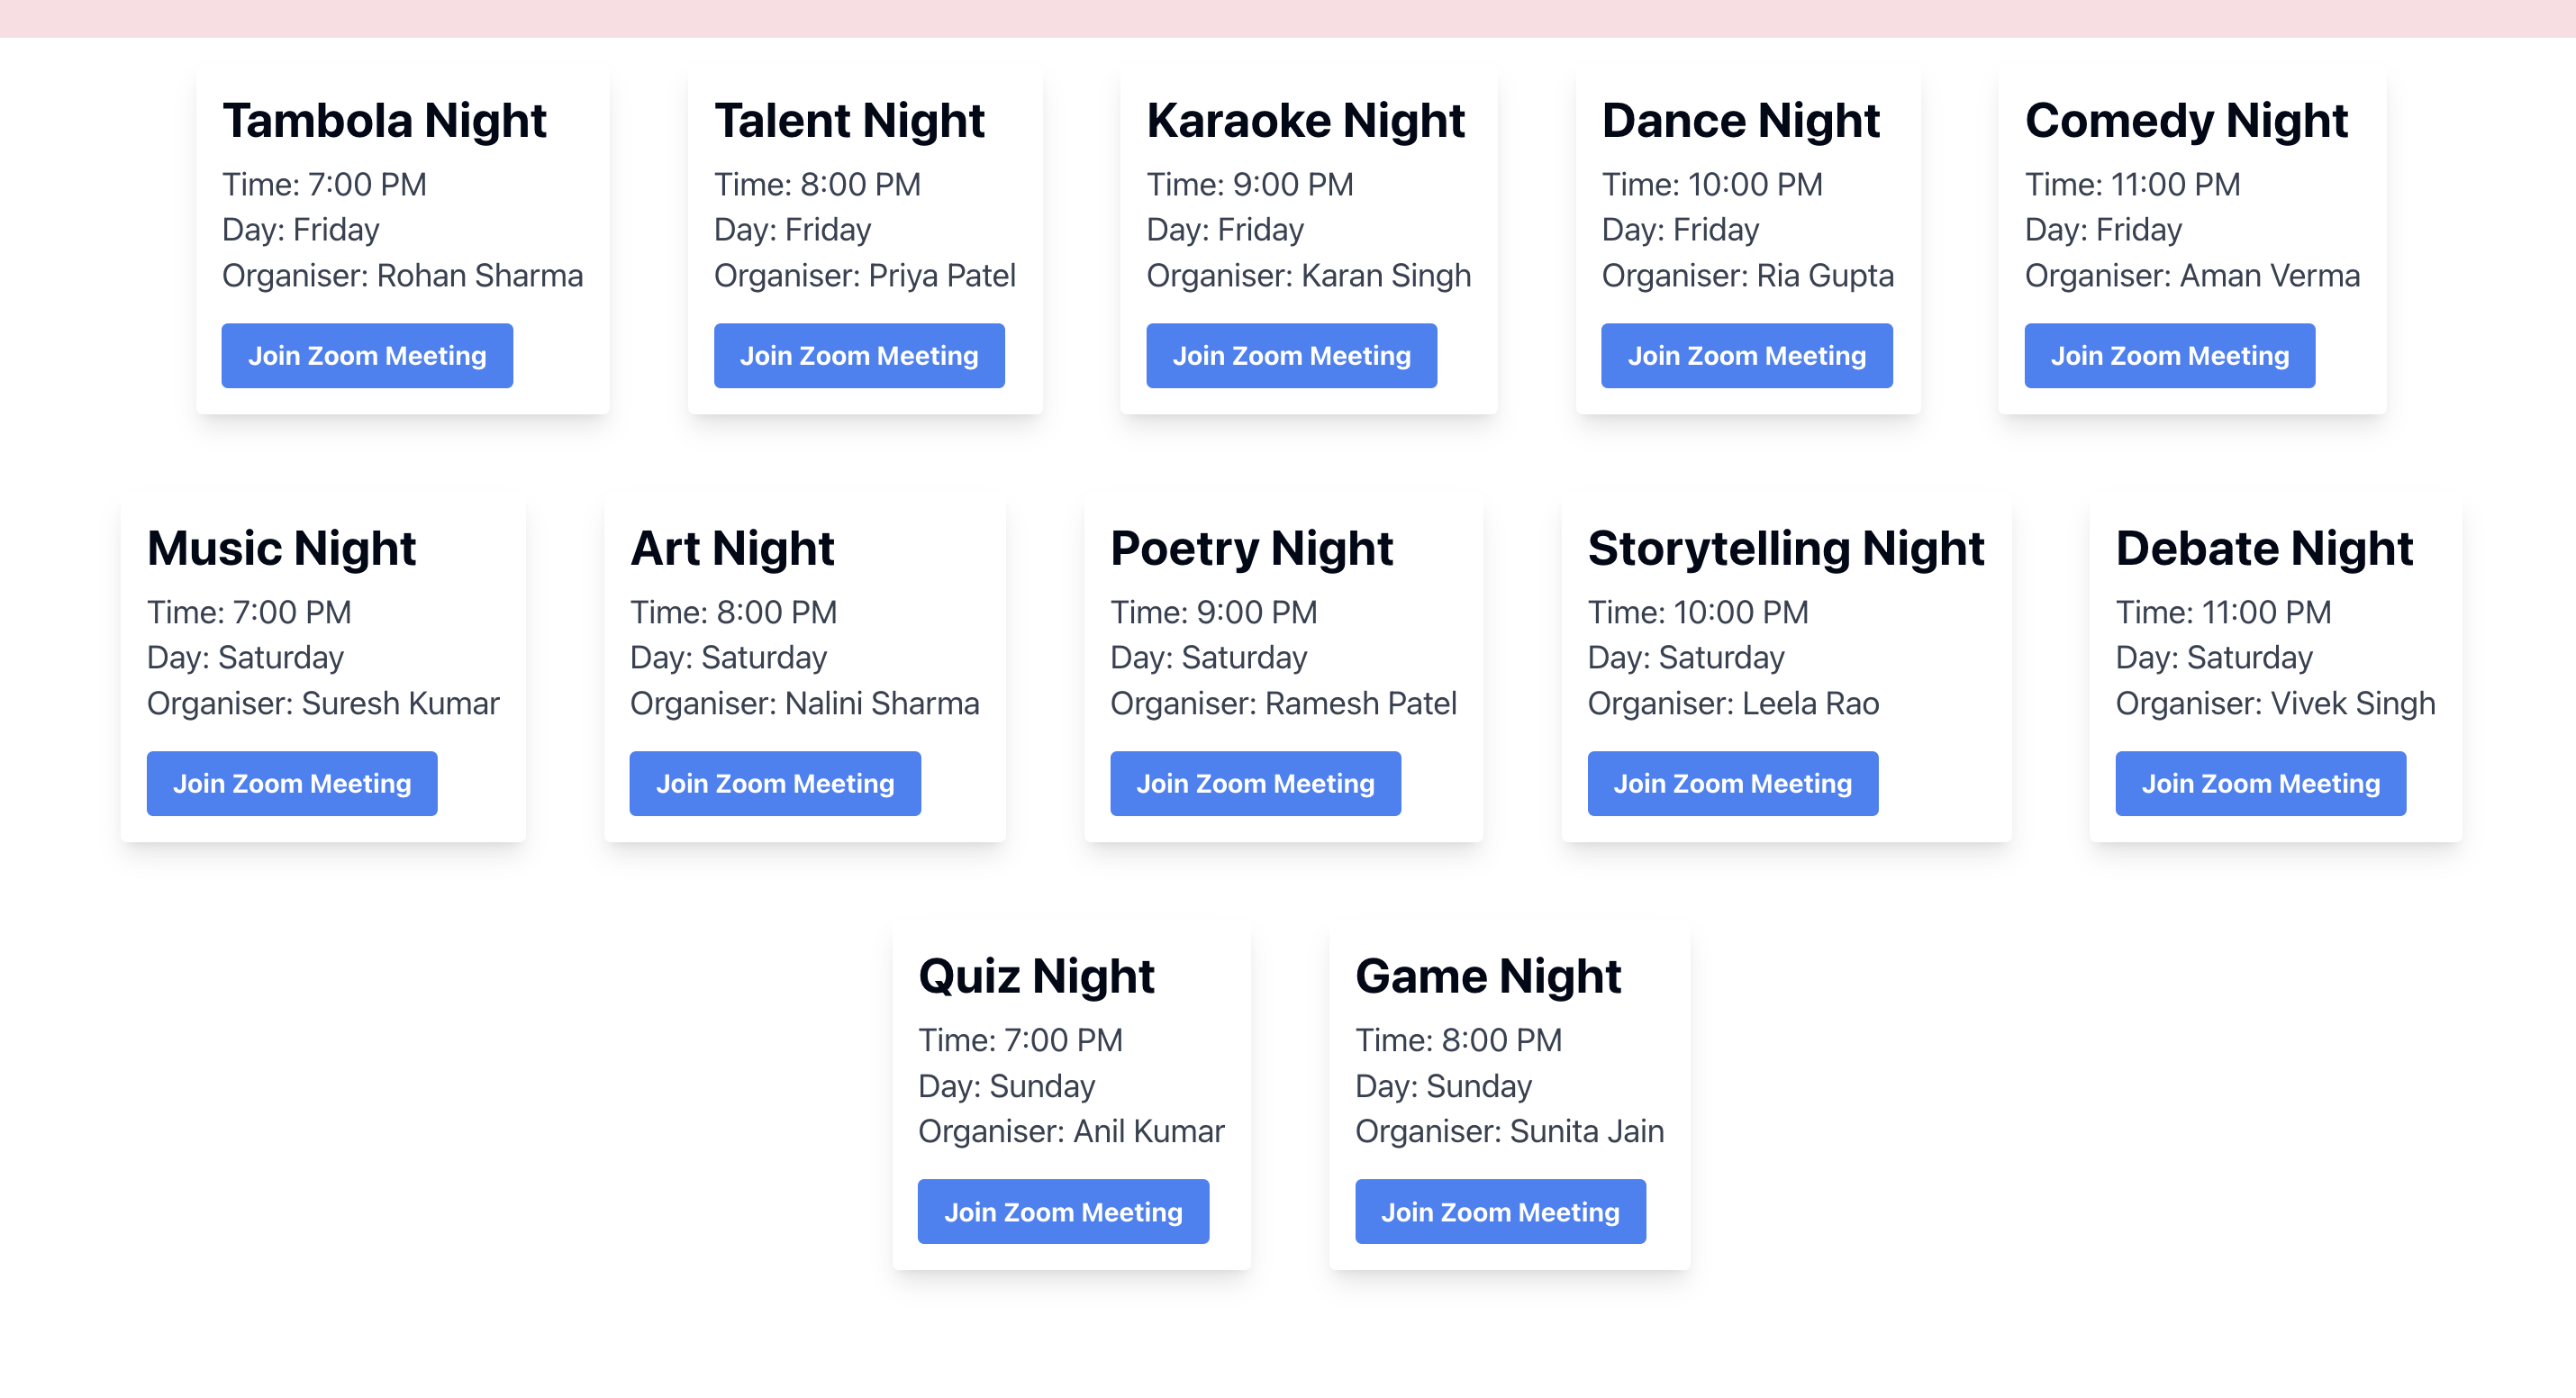 Tambola Night
Time: 7:00 PM
Day: Friday
Organiser: Rohan Sharma
Join Zoom Meeting
Talent Night
Time: 8:00 PM
Day: Friday
Organiser: Priya Patel
Join Zoom Meeting
Karaoke Night
Time: 9:00 PM
Day: Friday
Organiser: Karan Singh
Join Zoom Meeting
Dance Night
Time: 10:00 PM
Day: Friday
Organiser: Ria Gupta
Join Zoom Meeting
Comedy Night
Time: 11:00 PM
Day: Friday
Organiser: Aman Verma
Join Zoom Meeting
Music Night
Time: 7:00 PM
Day: Saturday
Organiser: Suresh Kumar
Join Zoom Meeting
Art Night
Time: 8:00 PM
Day: Saturday
Organiser: Nalini Sharma
Join Zoom Meeting
Poetry Night
Time: 9:00 PM
Day: Saturday
Organiser: Ramesh Patel
Join Zoom Meeting
Storytelling Night
Time: 10:00 PM
Day: Saturday
Organiser: Leela Rao
Join Zoom Meeting
Debate Night
Time: 11:00 PM
Day: Saturday
Organiser: Vivek Singh
Join Zoom Meeting
Quiz Night
Time: 7:00 PM
Day: Sunday
Organiser: Anil Kumar
Join Zoom Meeting
Game Night
Time: 8:00 PM
Day: Sunday
Organiser: Sunita Jain
Join Zoom Meeting